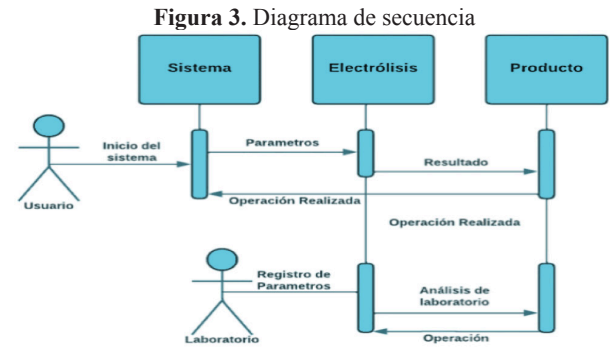 Figura 3. Diagrama de secuencia
Sistema
Electrólisis
Producto
Inicio del
sistema
Parametros
Resultado
Usuario
Operación Realizada
Operación Realizada
Registro de
Parametros
Análisis de
laboratorio
Laboratorio
Operación